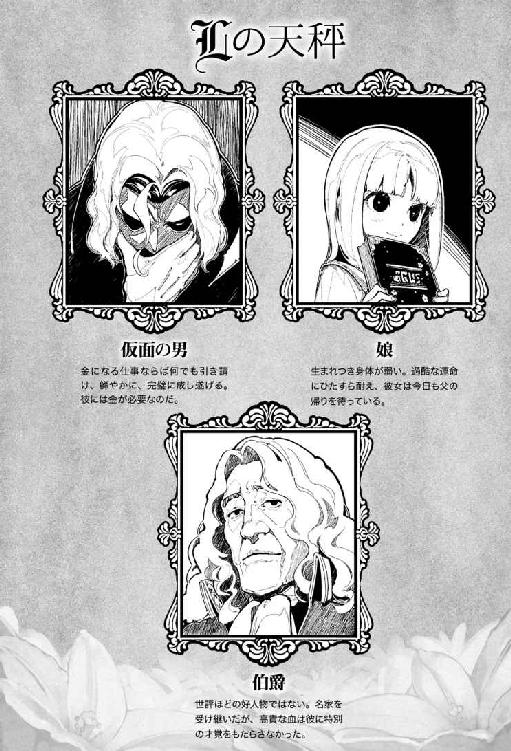 Lの天秤
仮面の男
金になる仕事ならば何でも引き請
け、鮮やかに、完璧に成し遂げる。
彼には金が必要なのだ。
娘
生まれつき身体が弱い。過酷な運命
にひたすら耐え、彼女は今日も父の
帰りを待っている。
伯爵
世評ほどの好人物ではない。名家を
受け継いだが、高貴な血は彼に特別
の才覚をもたらさなかった。